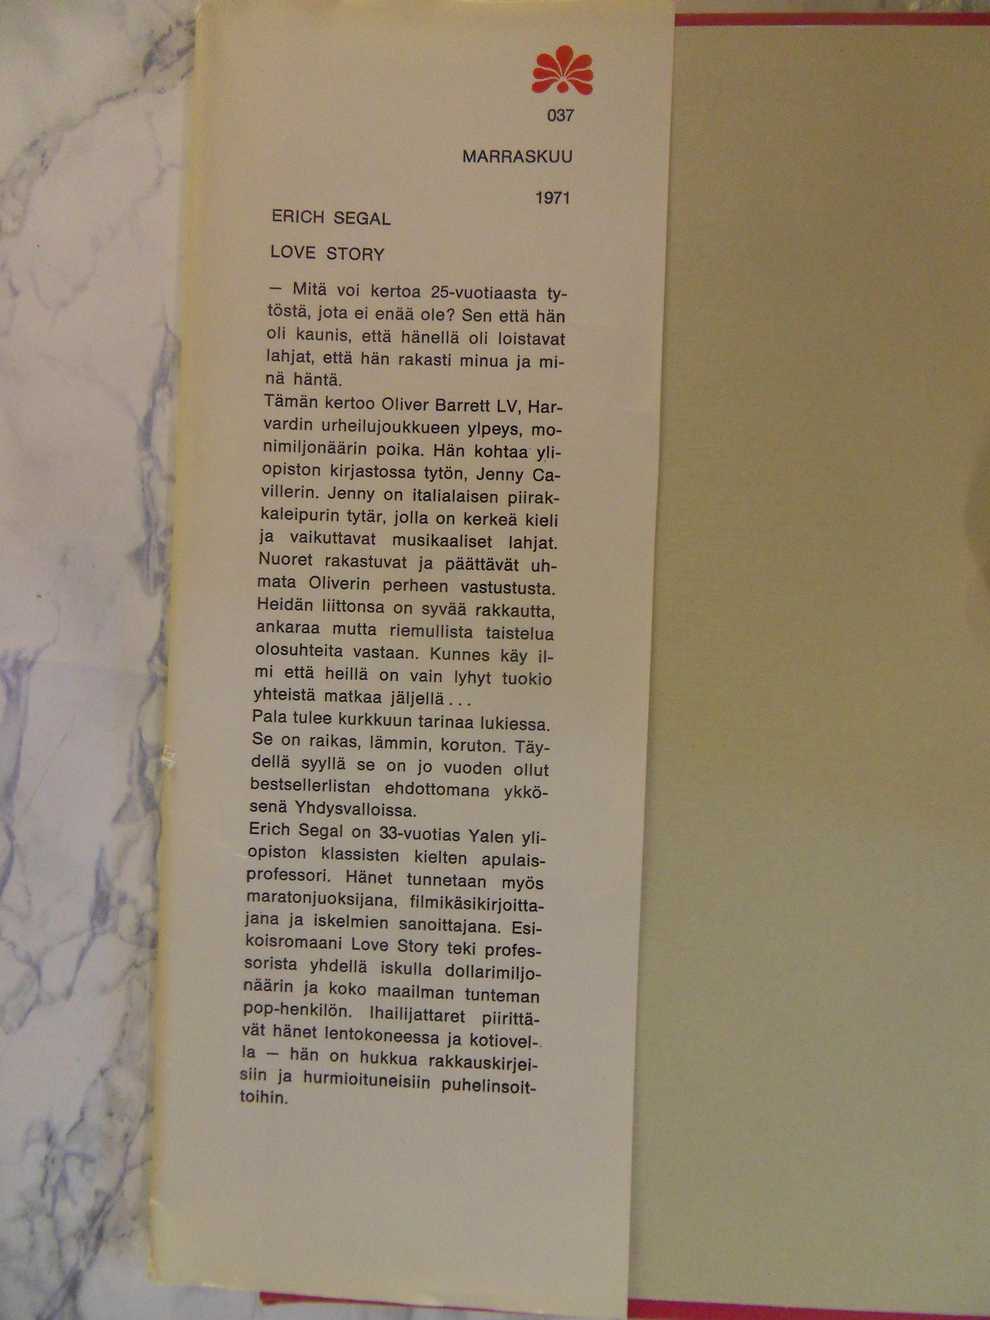 037
MARRASKUU
1971
ERICH SEGAL
LOVE STORY
— Mitä voi kertoa 25-vuotiaasta ty-
töstä, jota ei enää ole? Sen että hän
oli kaunis, että hänellä oli loistavat
lahjat, että hän rakasti minua ja mi-
nä häntä.
Tämän kertoo Oliver Barrett LV, Har-
vardin urheilujoukkueen ylpeys, mo-
nimiljonäärin poika. Hän kohtaa yli-
opiston kirjastossa tytön, Jenny Ca-
villerin. Jenny on italialaisen piirak-
kaleipurin tytär, jolla on kerkeä kieli
ja vaikuttavat musikaaliset lahjat.
Nuoret rakastuvat ja päättävät uh-
mata Oliverin perheen vastustusta.
Heidän liittonsa on syvää rakkautta,
ankaraa mutta riemullista taistelua
olosuhteita vastaan. Kunnes käy il-
mi että heillä on vain lyhyt tuokio
yhteistä matkaa jäljellä...
Pala tulee kurkkuun tarinaa lukiessa.
Se on raikas, lämmin, koruton. Täy-
dellä syyllä se on jo vuoden ollut
bestsellerlistan ehdottomana ykkö-
senä Yhdysvalloissa.
Erich Segal on 33-vuotias Yalen yli-
opiston klassisten kielten apulais-
professori. Hänet tunnetaan myös
maratonjuoksijana, filmikäsikirjoitta-
jana ja iskelmien sanoittajana. Esi-
koisromaani Love Story teki profes-
sorista yhdellä iskulla dollarimiljo-
näärin ja koko maailman tunteman
pop-henkilön. Ihailijattaret piirittä-
vät hänet lentokoneessa ja kotiovel-
la — hän on hukkua rakkauskirjei-
siin ja hurmioituneisiin puhelinsoit-
toihin.